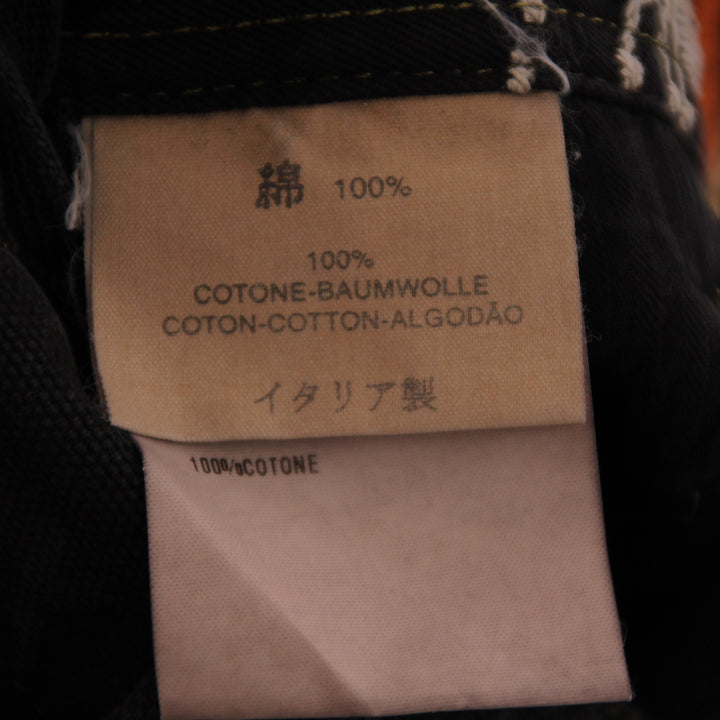 綿 100%
100%
COTONE-BAUMWOLLE
COTON-COTTON-ALGODÃO
イタリア製
100%COTONE